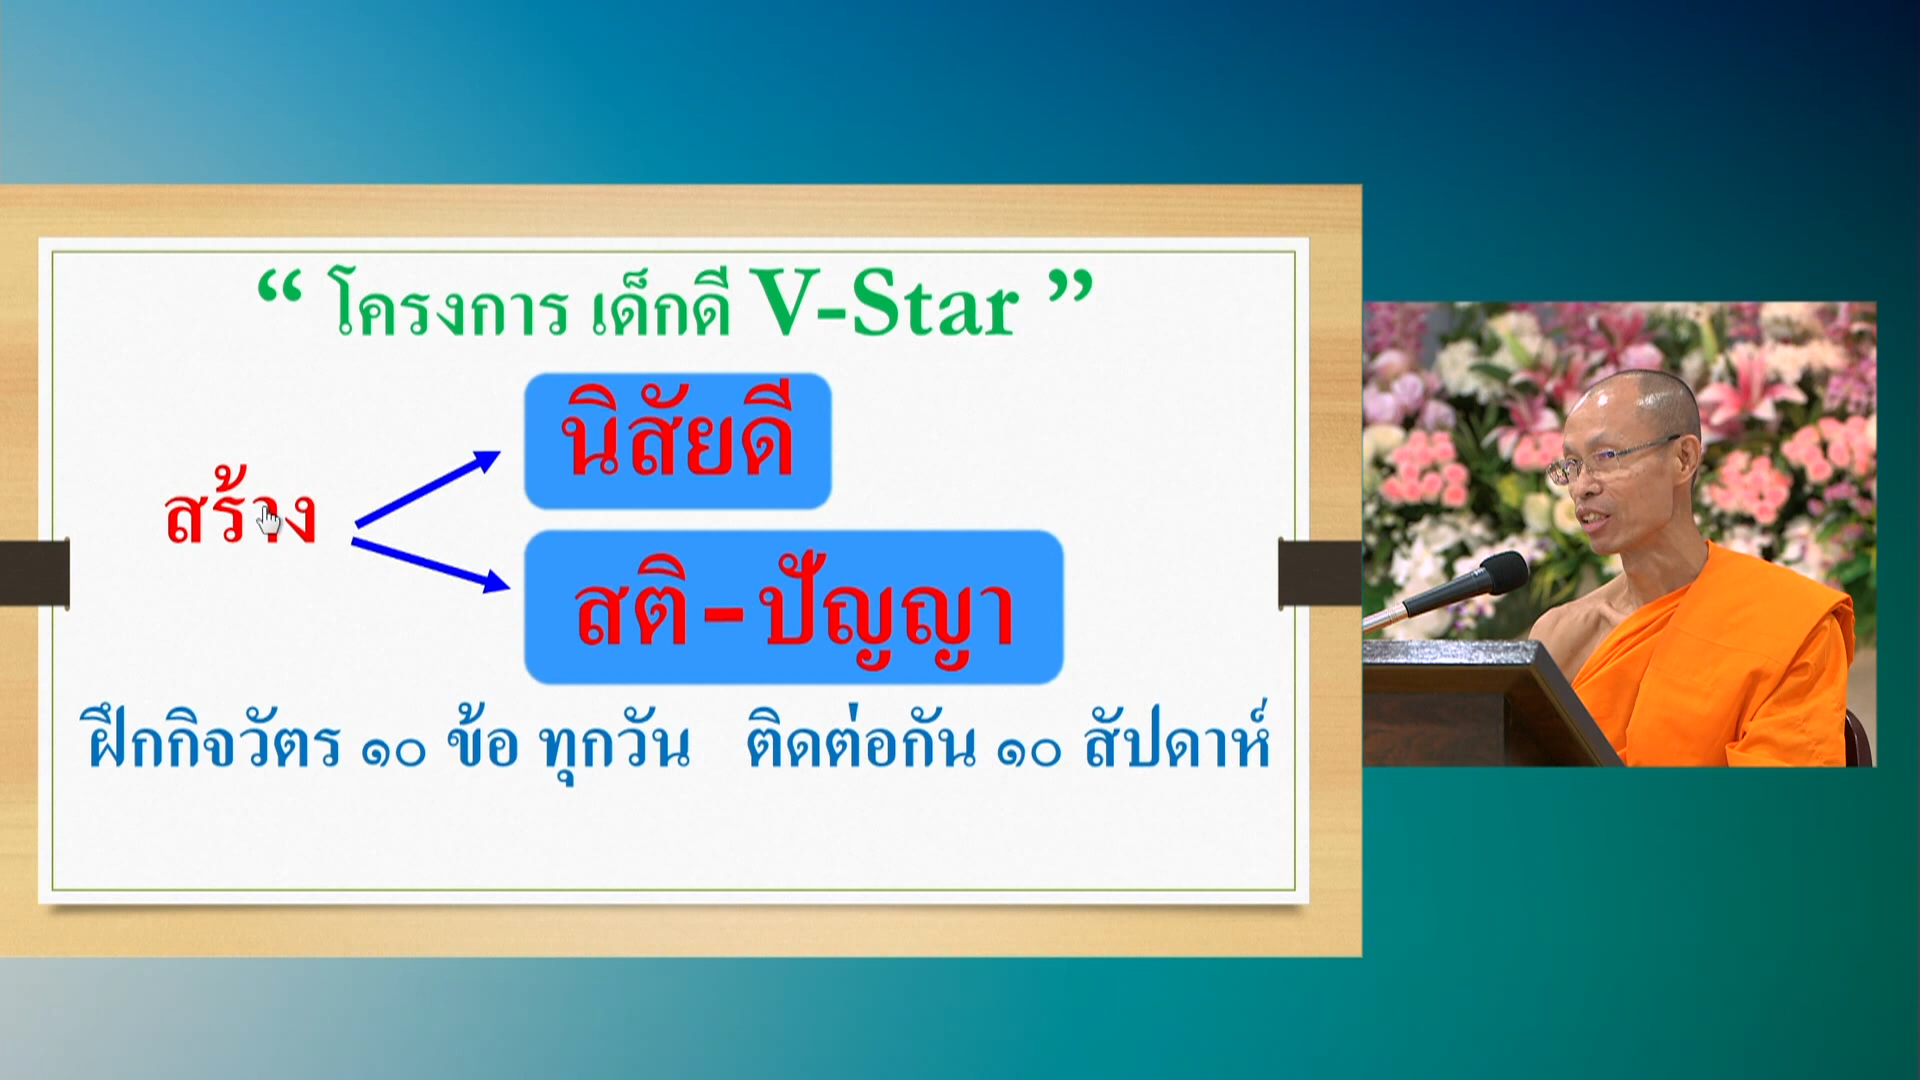 “ โครงการ เด็กดี V-Star ”
นิสัยดี
สร้าง
สติ-ปัญญา
ฝึกกิจวัตร ๑๐ ข้อ ทุกวัน ติดต่อกัน ๑๐ สัปดาห์